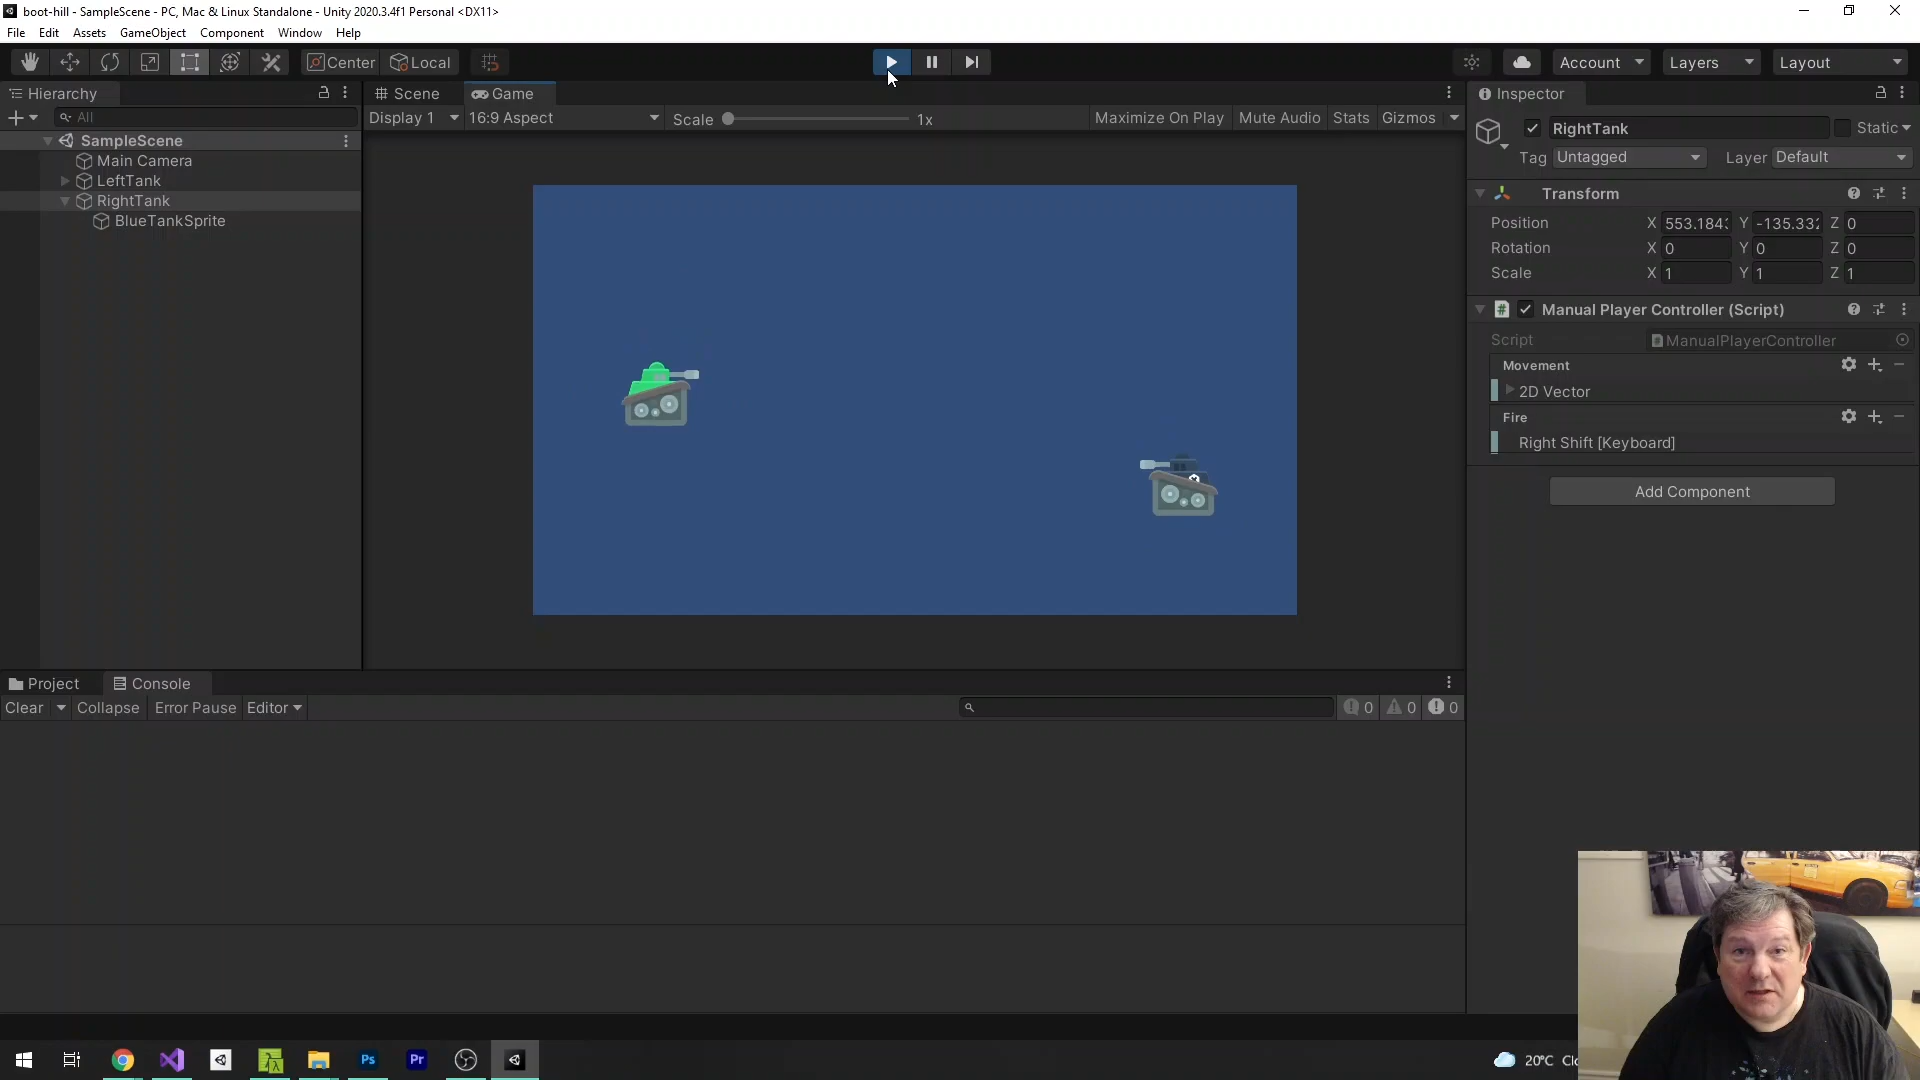 boot-hill - SampleScene - PC, Mac & Linux Standalone - Unity 2020.3.4f1 Personal <DX11>
File Edit Assets GameObject Component Window Help
Center Local
Account Layers Layout
Hierarchy
All
SampleScene
Main Camera
LeftTank
RightTank
BlueTankSprite
Scene Game
Display 1 16:9 Aspect Scale 1x Maximize On Play Mute Audio Stats Gizmos
Inspector
RightTank Static
Tag Untagged Layer Default
Transform
Position X 553.184 Y -135.33 Z 0
Rotation X 0 Y 0 Z 0
Scale X 1 Y 1 Z 1
Manual Player Controller (Script)
Script ManualPlayerController
Movement
2D Vector
Fire
Right Shift [Keyboard]
Add Component
Project Console
Clear Collapse Error Pause Editor 0 0 0
Ps Pr
20°C